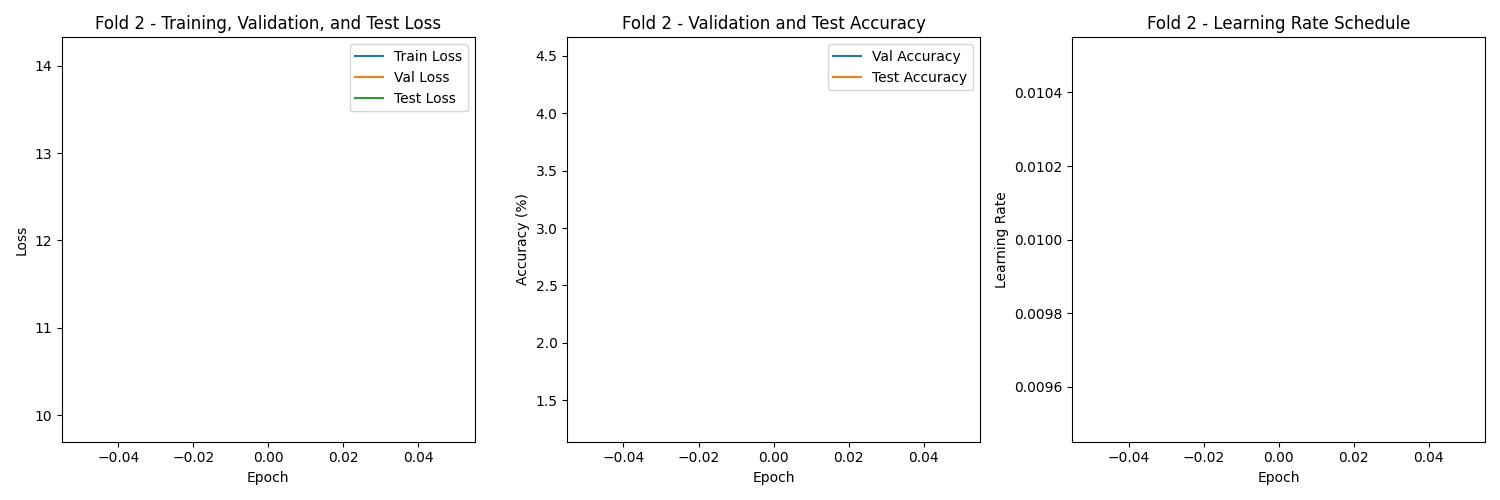 Fold 2 - Training, Validation, and Test Loss
Train Loss
Val Loss
Test Loss
14
13
12
11
10
Loss
−0.04 −0.02 0.00 0.02 0.04
Epoch
Fold 2 - Validation and Test Accuracy
Val Accuracy
Test Accuracy
4.5
4.0
3.5
3.0
2.5
2.0
1.5
Accuracy (%)
−0.04 −0.02 0.00 0.02 0.04
Epoch
Fold 2 - Learning Rate Schedule
0.0104
0.0102
0.0100
0.0098
0.0096
Learning Rate
−0.04 −0.02 0.00 0.02 0.04
Epoch